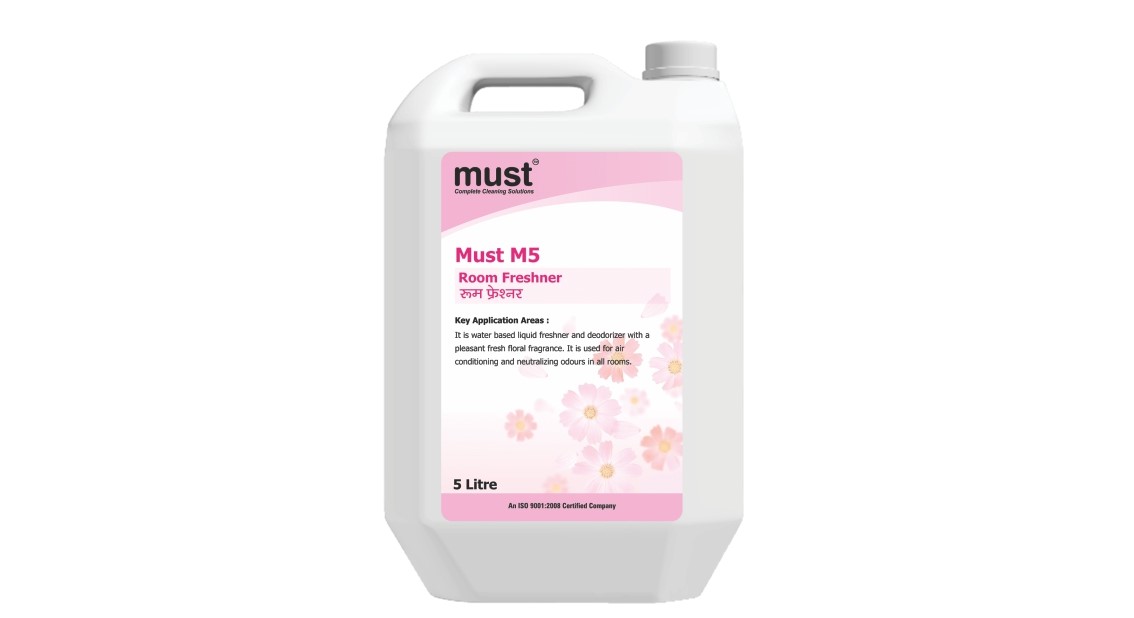 must
Complete Cleaning Solutions
Must M5
Room Freshner
रूम फ्रेश्नर
Key Application Areas :
It is water based liquid freshner and deodorizer with a
pleasant fresh floral fragrance. It is used for air
conditioning and neutralizing odours in all rooms.
5 Litre
An ISO 9001:2008 Certified Company